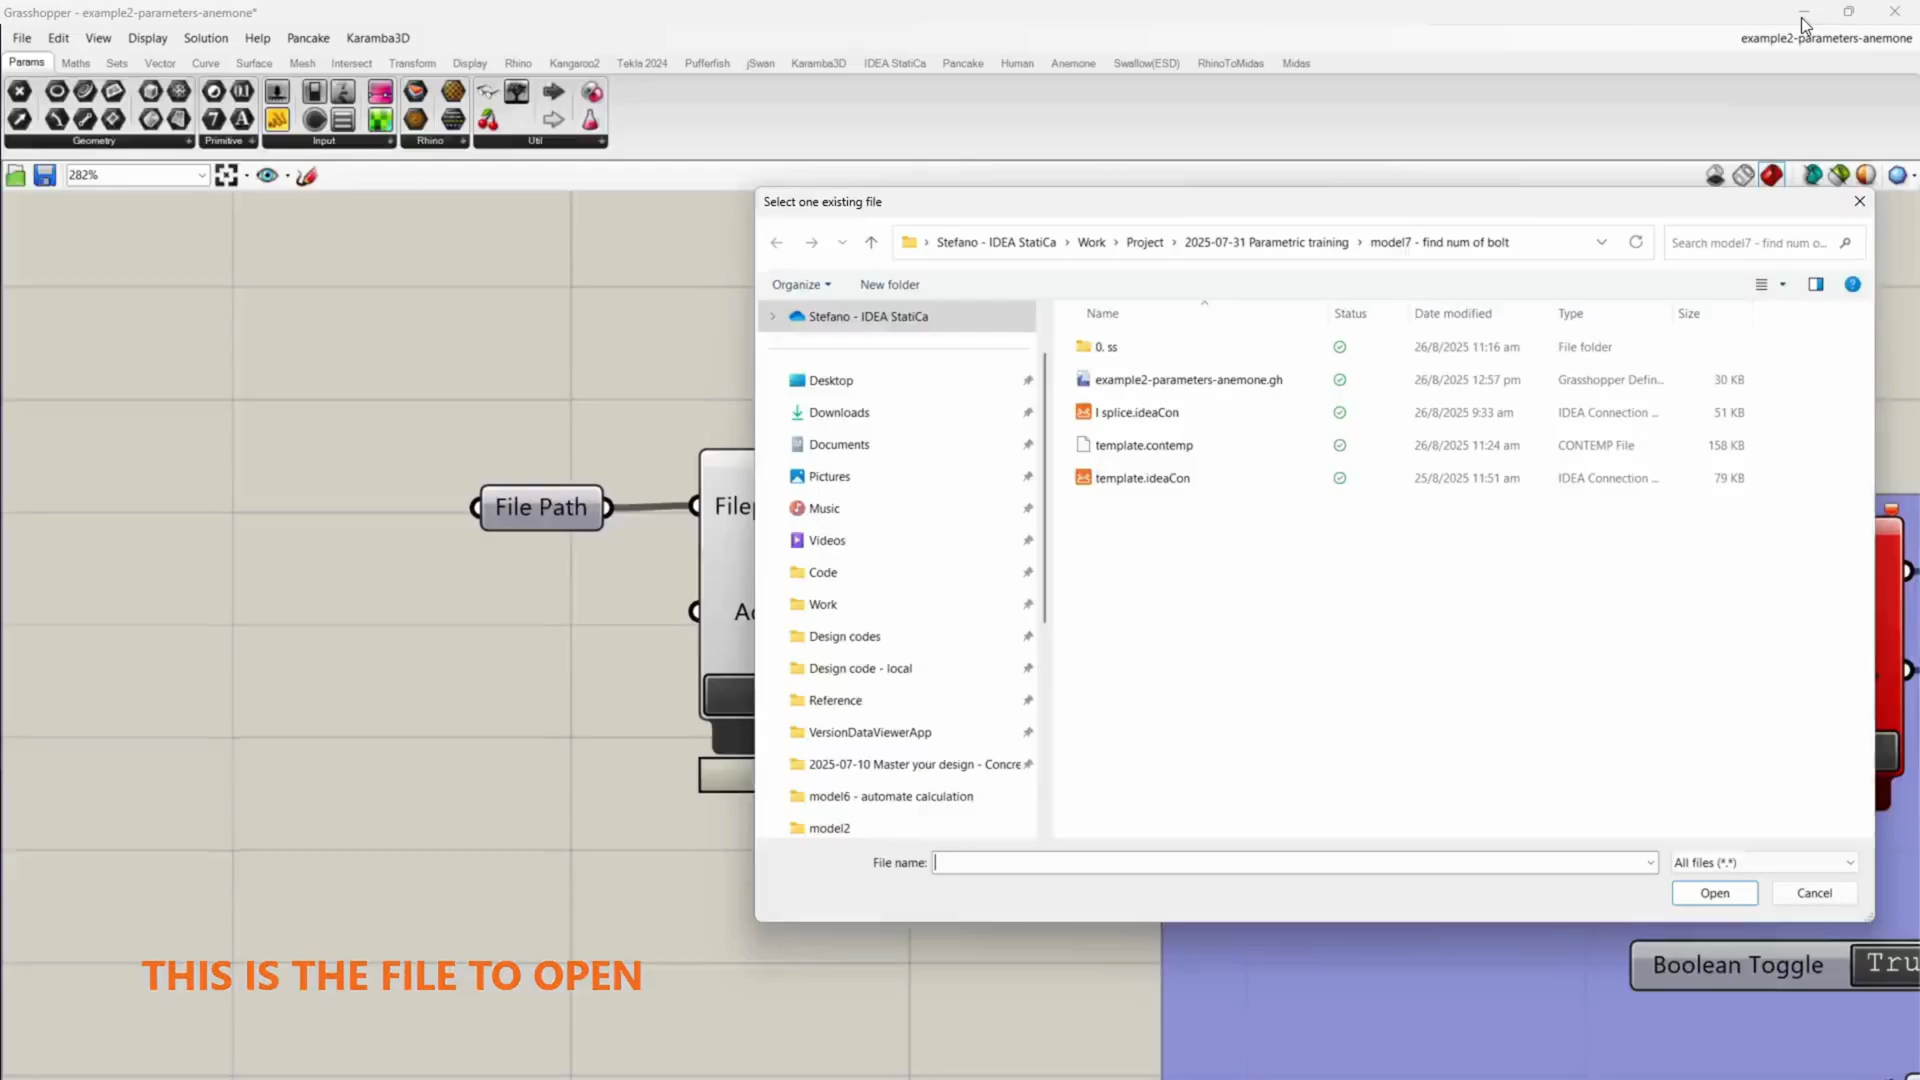 Grasshopper - example2-parameters-anemone*
File Edit View Display Solution Help Pancake Karamba3D
example2-parameters-anemone
Params Maths Sets Vector Curve Surface Mesh Intersect Transform Display Rhino Kangaroo2 Tekla 2024 Pufferfish jSwan Karamba3D IDEA StatiCa Pancake Human Anemone Swallow(ESD) RhinoToMidas Midas
Geometry Primitive Input Rhino Util
282%
Select one existing file
Stefano - IDEA StatiCa > Work > Project > 2025-07-31 Parametric training > model7 - find num of bolt
Search model7 - find num o...
Organize New folder
Stefano - IDEA StatiCa
Desktop
Downloads
Documents
Pictures
Music
Videos
Code
Work
Design codes
Design code - local
Reference
VersionDataViewerApp
2025-07-10 Master your design - Concre
model6 - automate calculation
model2
Name Status Date modified Type Size
0. ss 26/8/2025 11:16 am File folder
example2-parameters-anemone.gh 26/8/2025 12:57 pm Grasshopper Defin... 30 KB
I splice.ideaCon 26/8/2025 9:33 am IDEA Connection ... 51 KB
template.contemp 26/8/2025 11:24 am CONTEMP File 158 KB
template.ideaCon 25/8/2025 11:51 am IDEA Connection ... 79 KB
File name: All files (*.*)
Open Cancel
File Path
File
Ac
Boolean Toggle Tru
THIS IS THE FILE TO OPEN